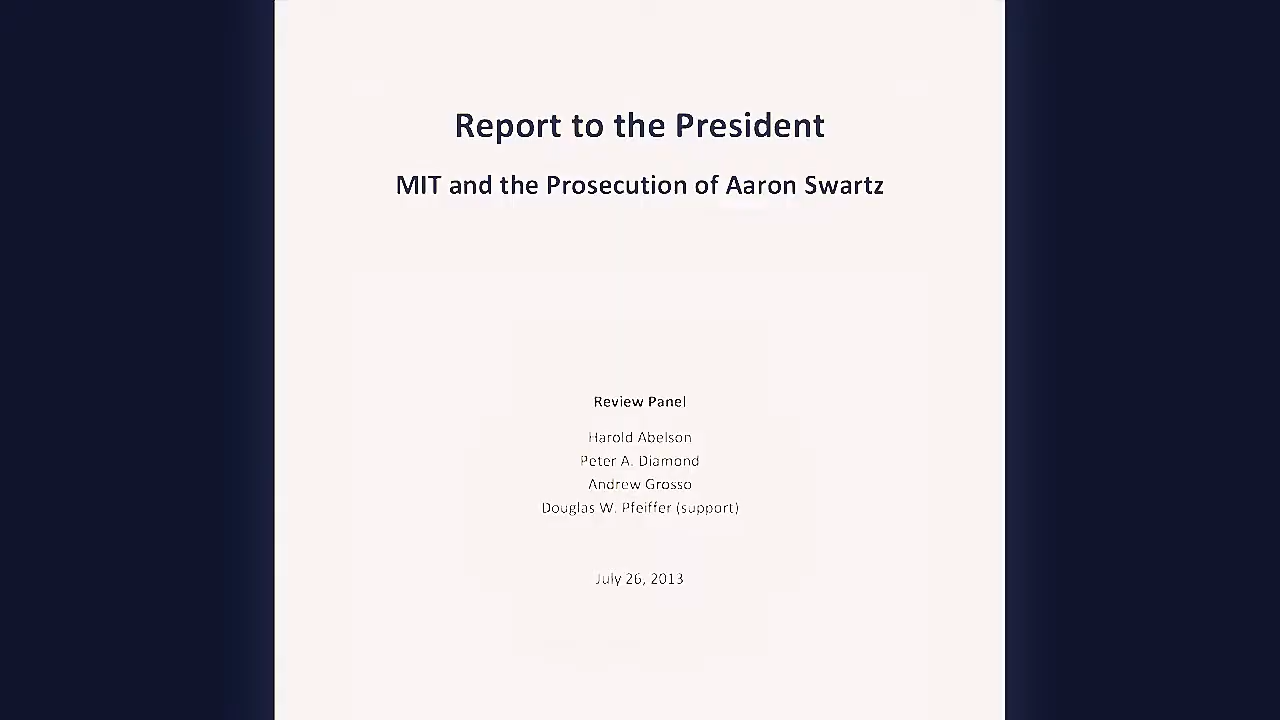 Report to the President
MIT and the Prosecution of Aaron Swartz
Review Panel
Harold Abelson
Peter A. Diamond
Andrew Grosso
Douglas W. Pfeiffer (support)
July 26, 2013